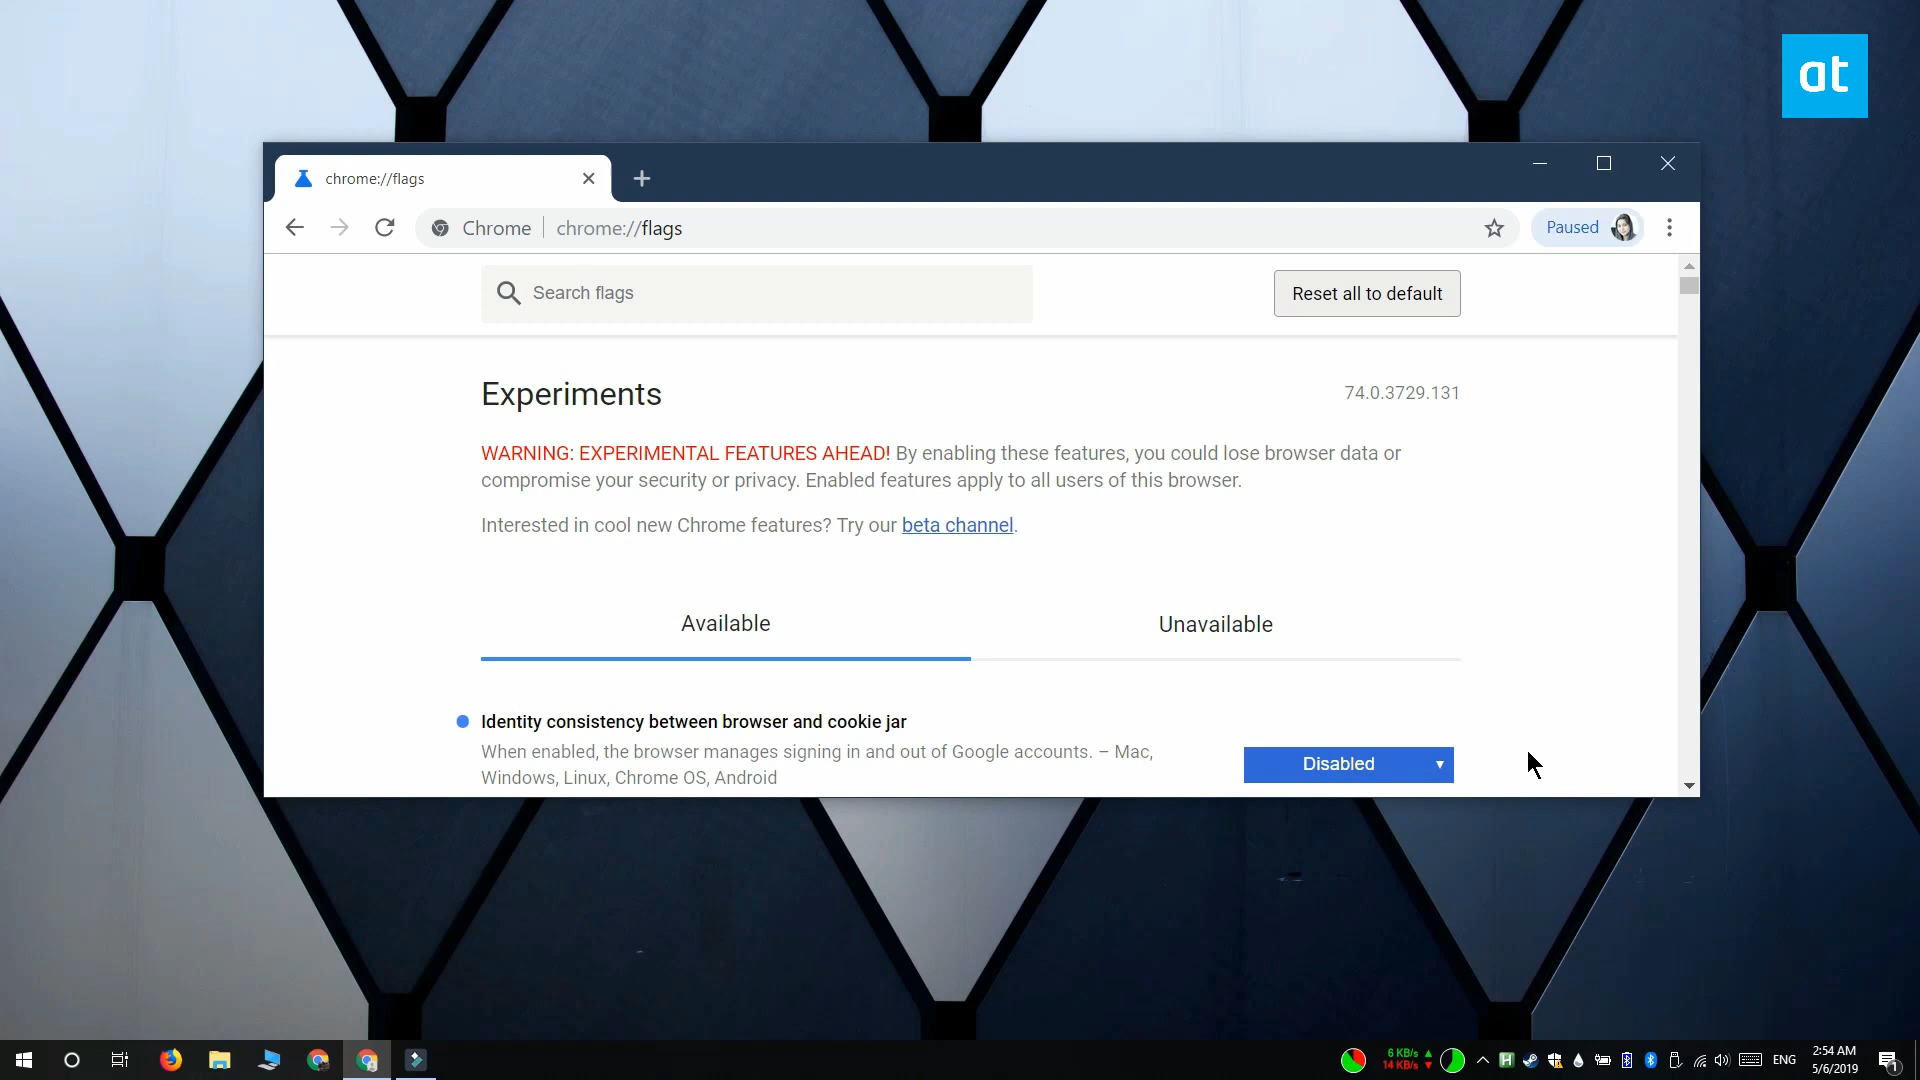 at
chrome://flags
Chrome chrome://flags
Paused
Search flags
Reset all to default
Experiments
74.0.3729.131
WARNING: EXPERIMENTAL FEATURES AHEAD! By enabling these features, you could lose browser data or
compromise your security or privacy. Enabled features apply to all users of this browser.
Interested in cool new Chrome features? Try our beta channel.
Available
Unavailable
Identity consistency between browser and cookie jar
When enabled, the browser manages signing in and out of Google accounts. – Mac,
Windows, Linux, Chrome OS, Android
Disabled
6 KB/s
14 KB/s
H
ENG
2:54 AM
5/6/2019
1